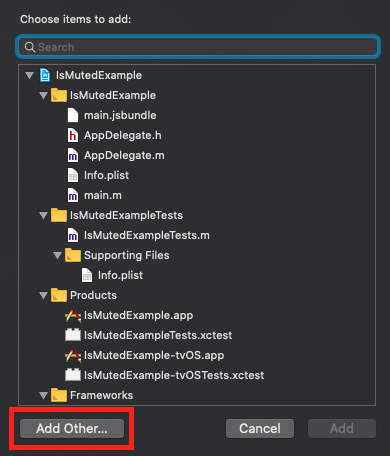 Choose items to add:
Search
IsMutedExample
IsMutedExample
main.jsbundle
h AppDelegate.h
m AppDelegate.m
Info.plist
m main.m
IsMutedExampleTests
m IsMutedExampleTests.m
Supporting Files
Info.plist
Products
IsMutedExample.app
IsMutedExampleTests.xctest
IsMutedExample-tvOS.app
IsMutedExample-tvOSTests.xctest
Frameworks
Add Other... Cancel Add